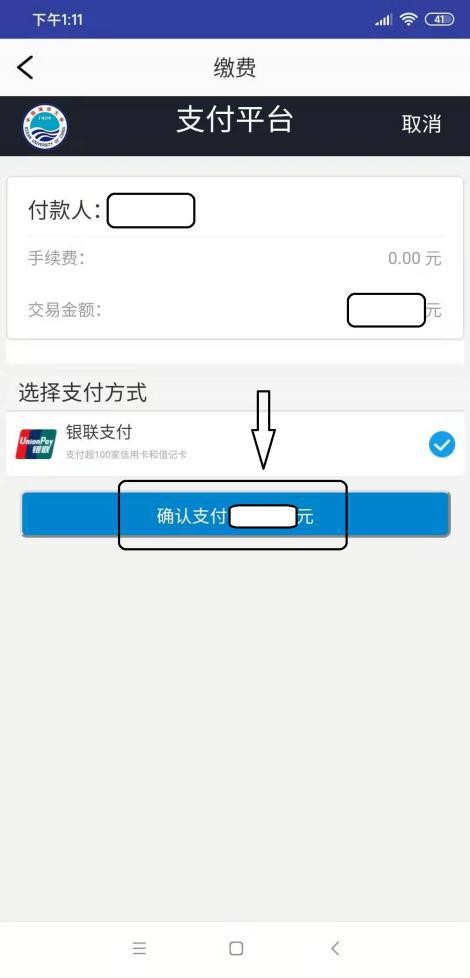 下午1:11
41
缴费
1924
支付平台
取消
付款人：
手续费：
0.00 元
交易金额：
元
选择支付方式
UnionPay
银联
银联支付
支付超100家信用卡和借记卡
确认支付
元